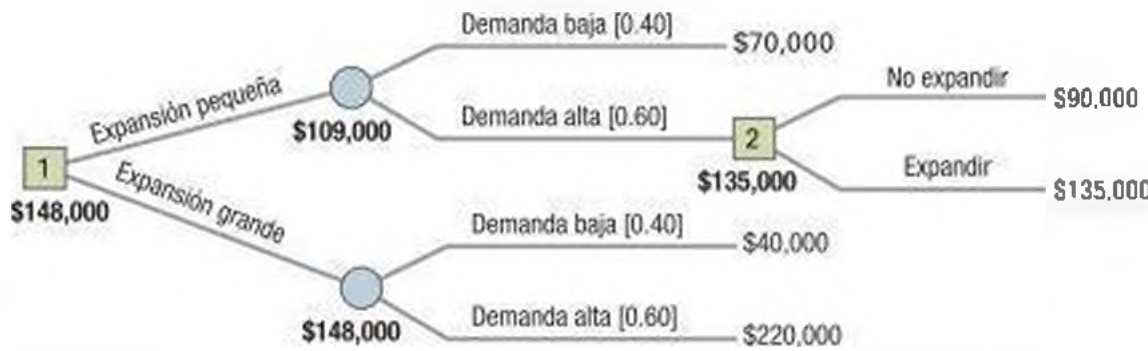 Demanda baja [0.40]
$70,000
No expandir
$90,000
Expansión pequeña
$109,000
Demanda alta [0.60]
2
$135,000
Expandir
$135,000
1
$148,000
Expansión grande
Demanda baja [0.40]
$40,000
$148,000
Demanda alta [0.60]
$220,000